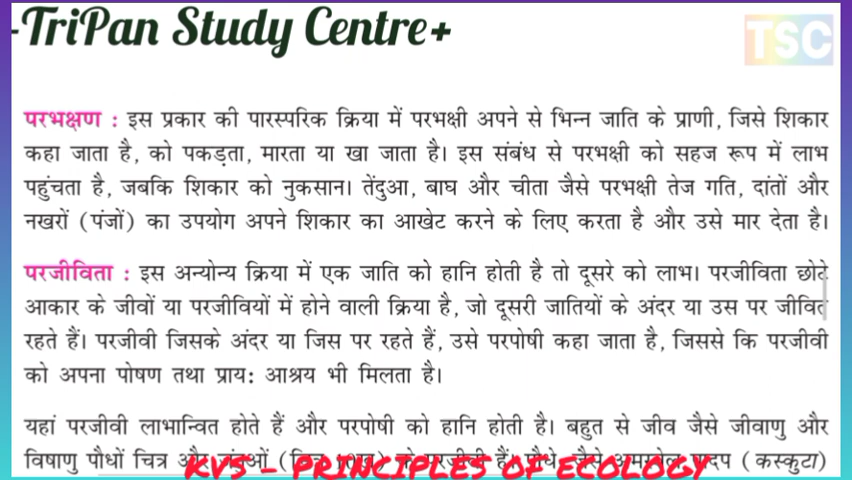 -TriPan Study Centre+
TSC
परभक्षण : इस प्रकार की पारस्परिक क्रिया में परभक्षी अपने से भिन्न जाति के प्राणी, जिसे शिकार
कहा जाता है, को पकड़ता, मारता या खा जाता है। इस संबंध से परभक्षी को सहज रूप में लाभ
पहुंचता है, जबकि शिकार को नुकसान। तेंदुआ, बाघ और चीता जैसे परभक्षी तेज गति, दांतों और
नखरों (पंजों) का उपयोग अपने शिकार का आखेट करने के लिए करता है और उसे मार देता है।
परजीविता : इस अन्योन्य क्रिया में एक जाति को हानि होती है तो दूसरे को लाभ। परजीविता छोटे
आकार के जीवों या परजीवियों में होने वाली क्रिया है, जो दूसरी जातियों के अंदर या उस पर जीवित
रहते हैं। परजीवी जिसके अंदर या जिस पर रहते हैं, उसे परपोषी कहा जाता है, जिससे कि परजीवी
को अपना पोषण तथा प्राय: आश्रय भी मिलता है।
यहां परजीवी लाभान्वित होते हैं और परपोषी को हानि होती है। बहुत से जीव जैसे जीवाणु और
विषाणु पौधों चित्र और (कस्कुटा)
KVS - PRINCIPLES OF ECOLOGY